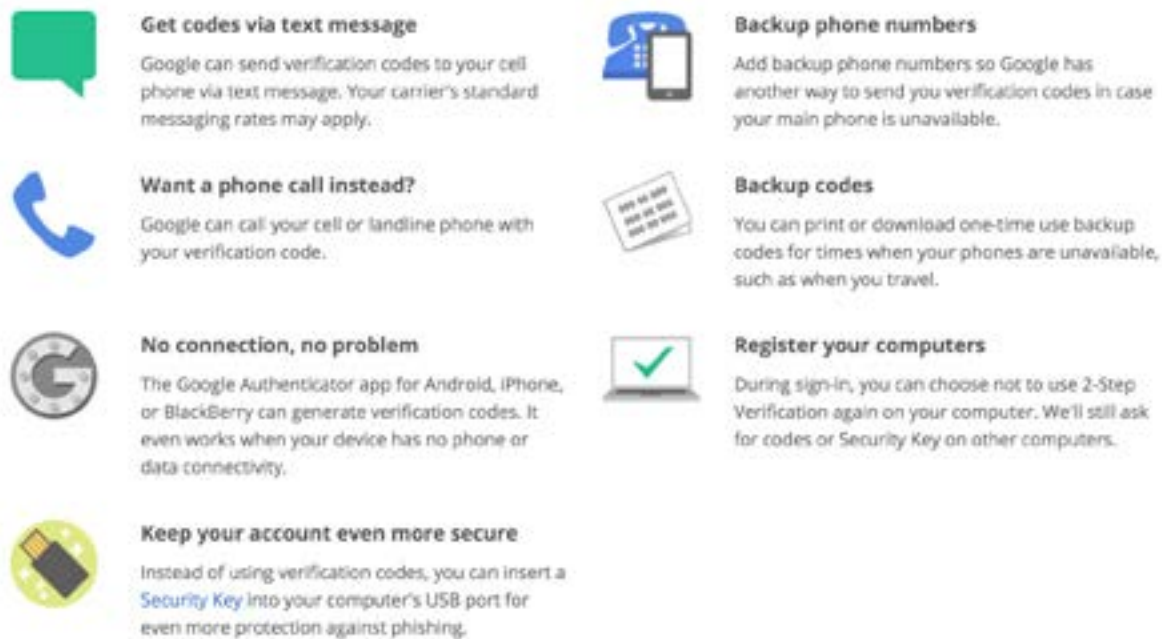 Get codes via text message
Google can send verification codes to your cell
phone via text message. Your carrier's standard
messaging rates may apply.
Want a phone call instead?
Google can call your cell or landline phone with
your verification code.
No connection, no problem
The Google Authenticator app for Android, iPhone,
or BlackBerry can generate verification codes. It
even works when your device has no phone or
data connectivity.
Keep your account even more secure
Instead of using verification codes, you can insert a
Security Key into your computer's USB port for
even more protection against phishing.
Backup phone numbers
Add backup phone numbers so Google has
another way to send you verification codes in case
your main phone is unavailable.
Backup codes
You can print or download one-time use backup
codes for times when your phones are unavailable,
such as when you travel.
Register your computers
During sign-in, you can choose not to use 2-Step
Verification again on your computer. We'll still ask
for codes or Security Key on other computers.